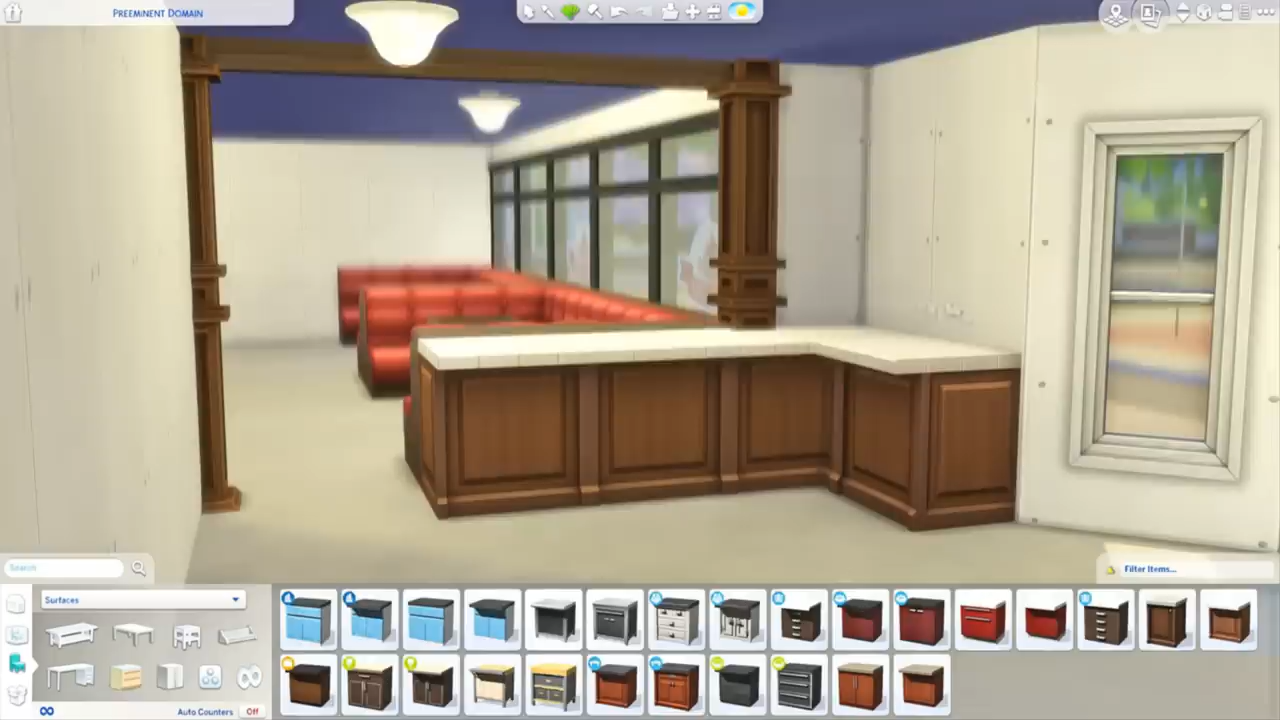 Preeminent Domain
Search
Filter Items...
Surfaces
Auto Counters Off